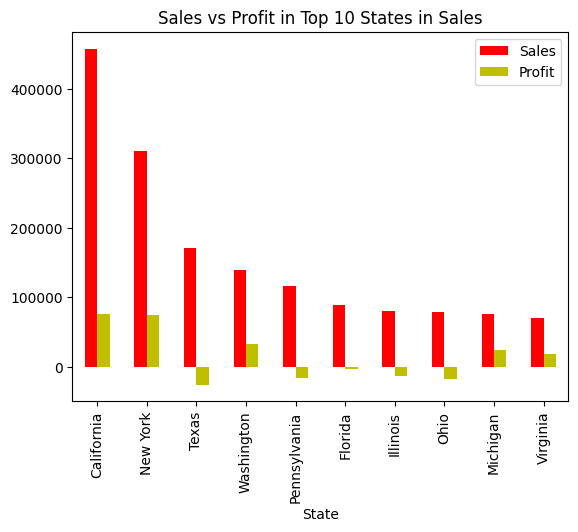 Sales vs Profit in Top 10 States in Sales
Sales
Profit
400000
300000
200000
100000
0
California
New York
Texas
Washington
Pennsylvania
Florida
Illinois
Ohio
Michigan
Virginia
State